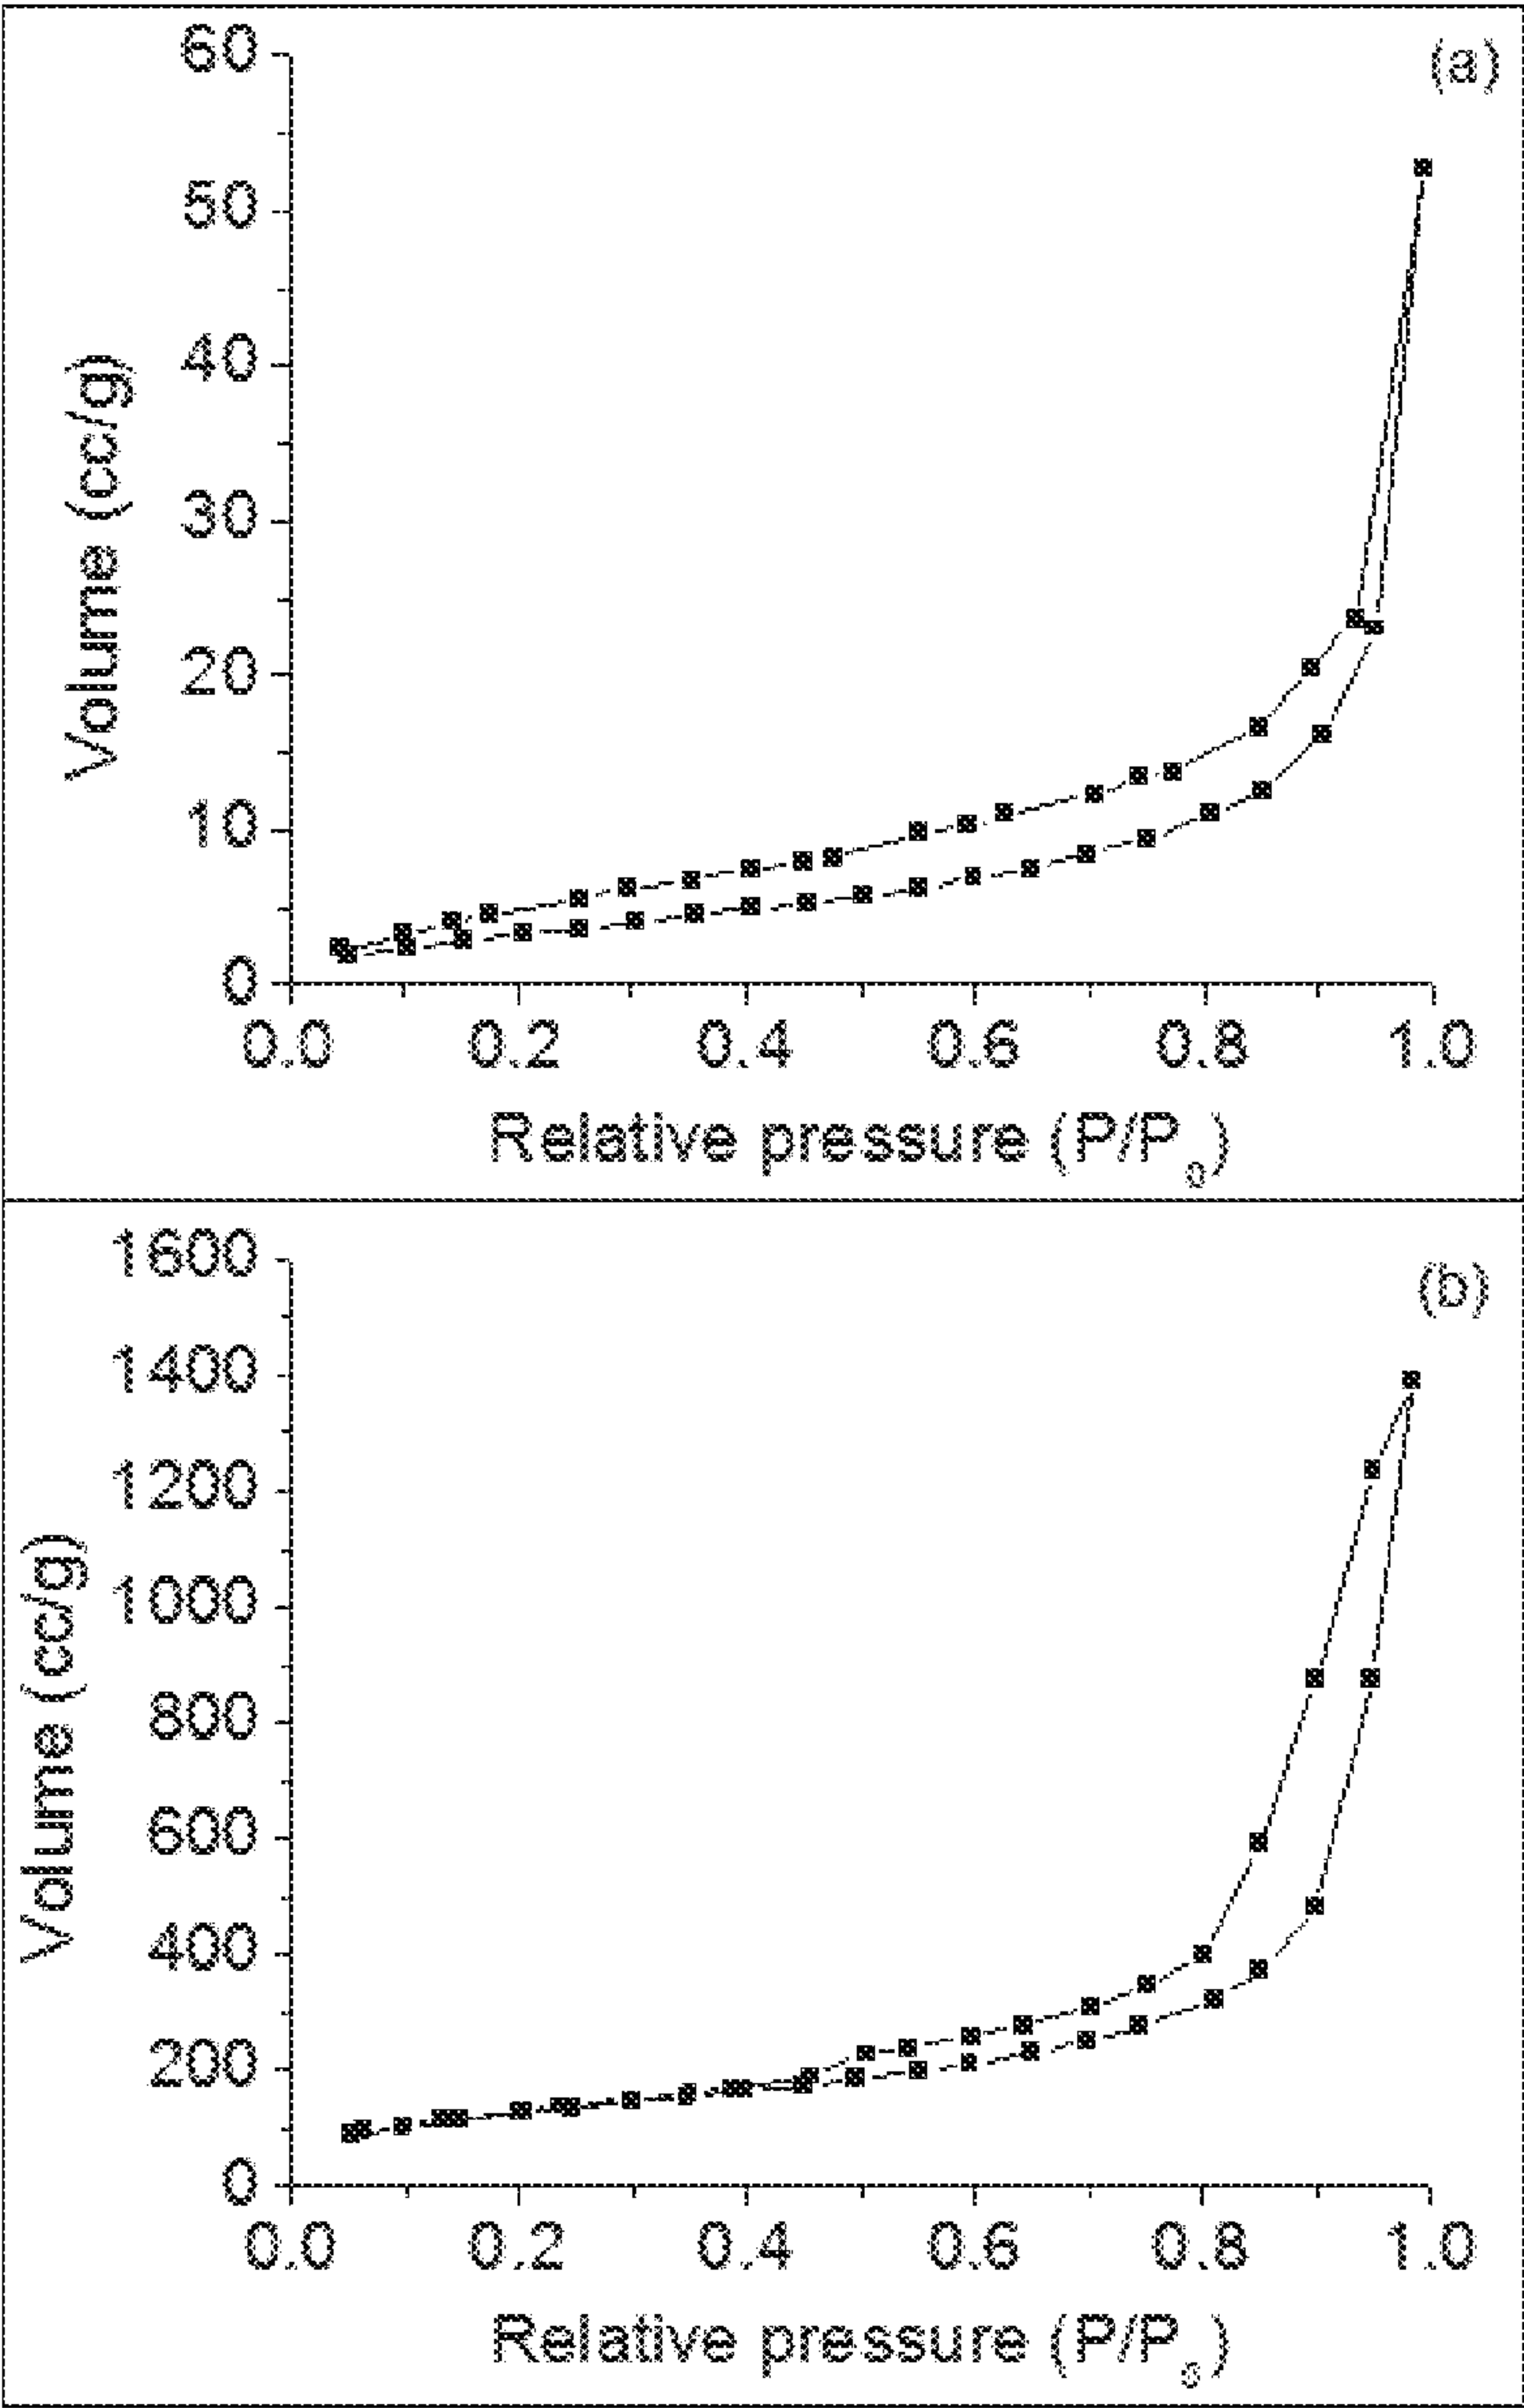 (a)
60
50
40
30
20
10
0
Volume (cc/g)
0.0 0.2 0.4 0.6 0.8 1.0
Relative pressure (P/P₀)
(b)
1600
1400
1200
1000
800
600
400
200
0
Volume (cc/g)
0.0 0.2 0.4 0.6 0.8 1.0
Relative pressure (P/P₀)